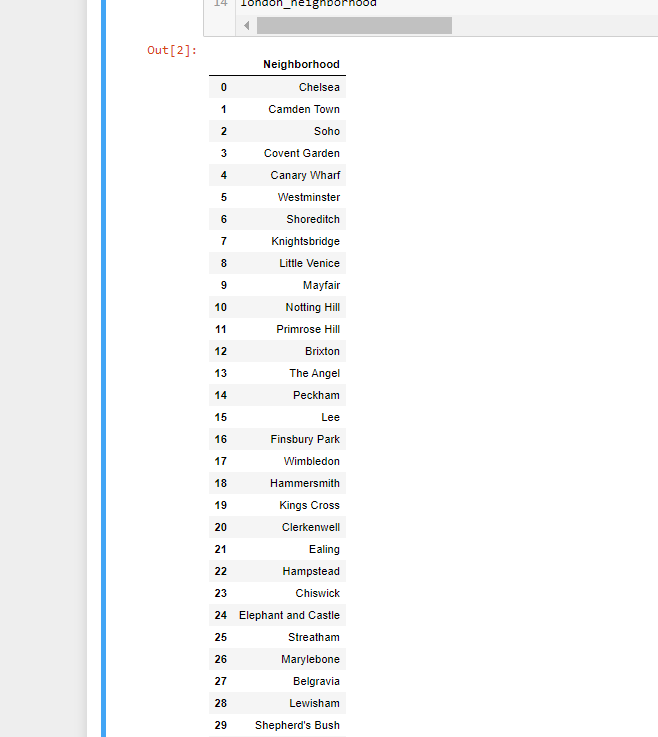 14 london_neighborhood
Out[2]:
Neighborhood
0 Chelsea
1 Camden Town
2 Soho
3 Covent Garden
4 Canary Wharf
5 Westminster
6 Shoreditch
7 Knightsbridge
8 Little Venice
9 Mayfair
10 Notting Hill
11 Primrose Hill
12 Brixton
13 The Angel
14 Peckham
15 Lee
16 Finsbury Park
17 Wimbledon
18 Hammersmith
19 Kings Cross
20 Clerkenwell
21 Ealing
22 Hampstead
23 Chiswick
24 Elephant and Castle
25 Streatham
26 Marylebone
27 Belgravia
28 Lewisham
29 Shepherd's Bush